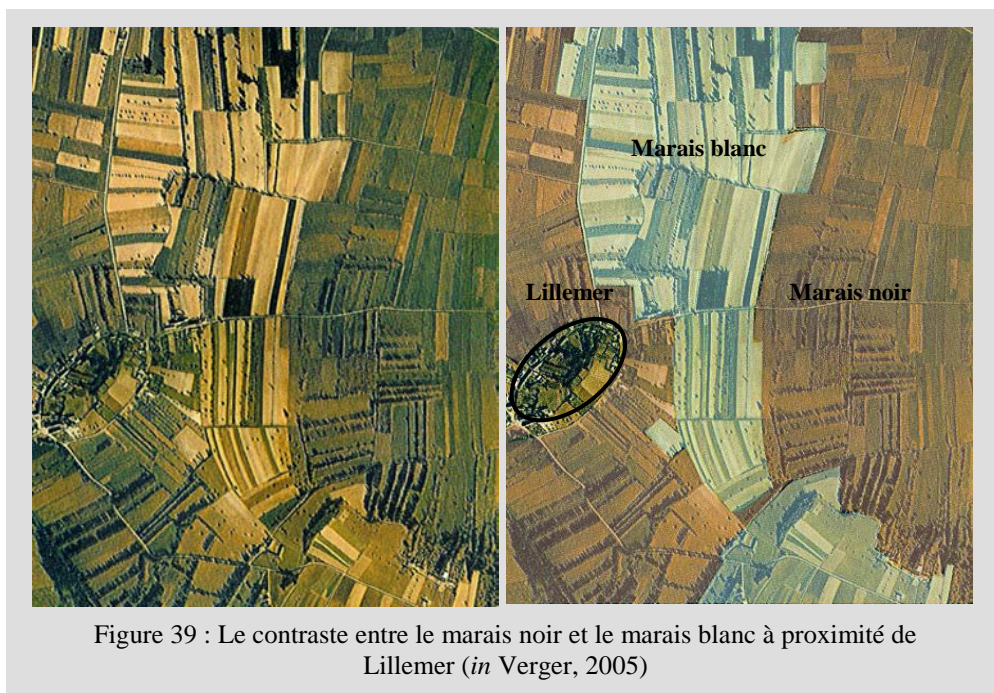 Marais blanc
Lillemer
Marais noir
Figure 39 : Le contraste entre le marais noir et le marais blanc à proximité de
Lillemer (in Verger, 2005)